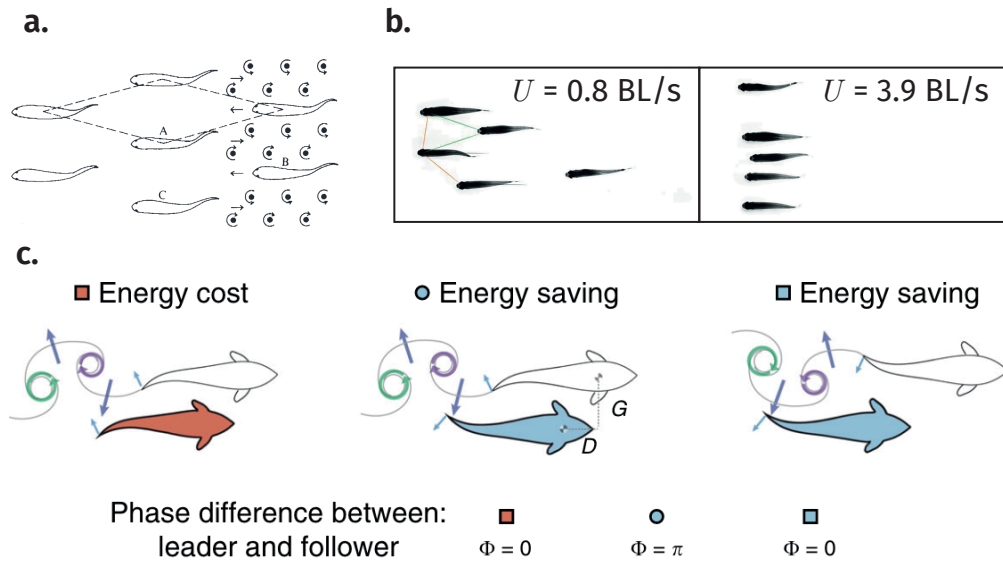 a.
A
B
C
b.
U = 0.8 BL/s
U = 3.9 BL/s
c.
Energy cost
Energy saving
Energy saving
G
D
Phase difference between:
leader and follower
Φ = 0
Φ = π
Φ = 0